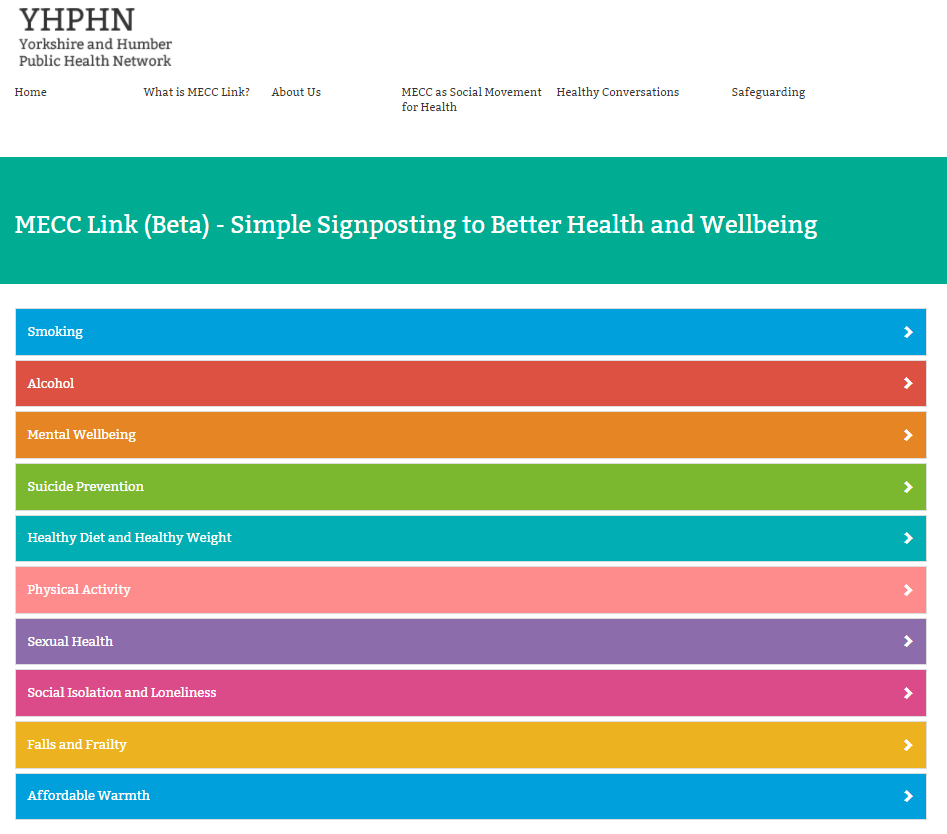 YHPHN
Yorkshire and Humber
Public Health Network
Home
What is MECC Link?
About Us
MECC as Social Movement
for Health
Healthy Conversations
Safeguarding
MECC Link (Beta) - Simple Signposting to Better Health and Wellbeing
Smoking
Alcohol
Mental Wellbeing
Suicide Prevention
Healthy Diet and Healthy Weight
Physical Activity
Sexual Health
Social Isolation and Loneliness
Falls and Frailty
Affordable Warmth